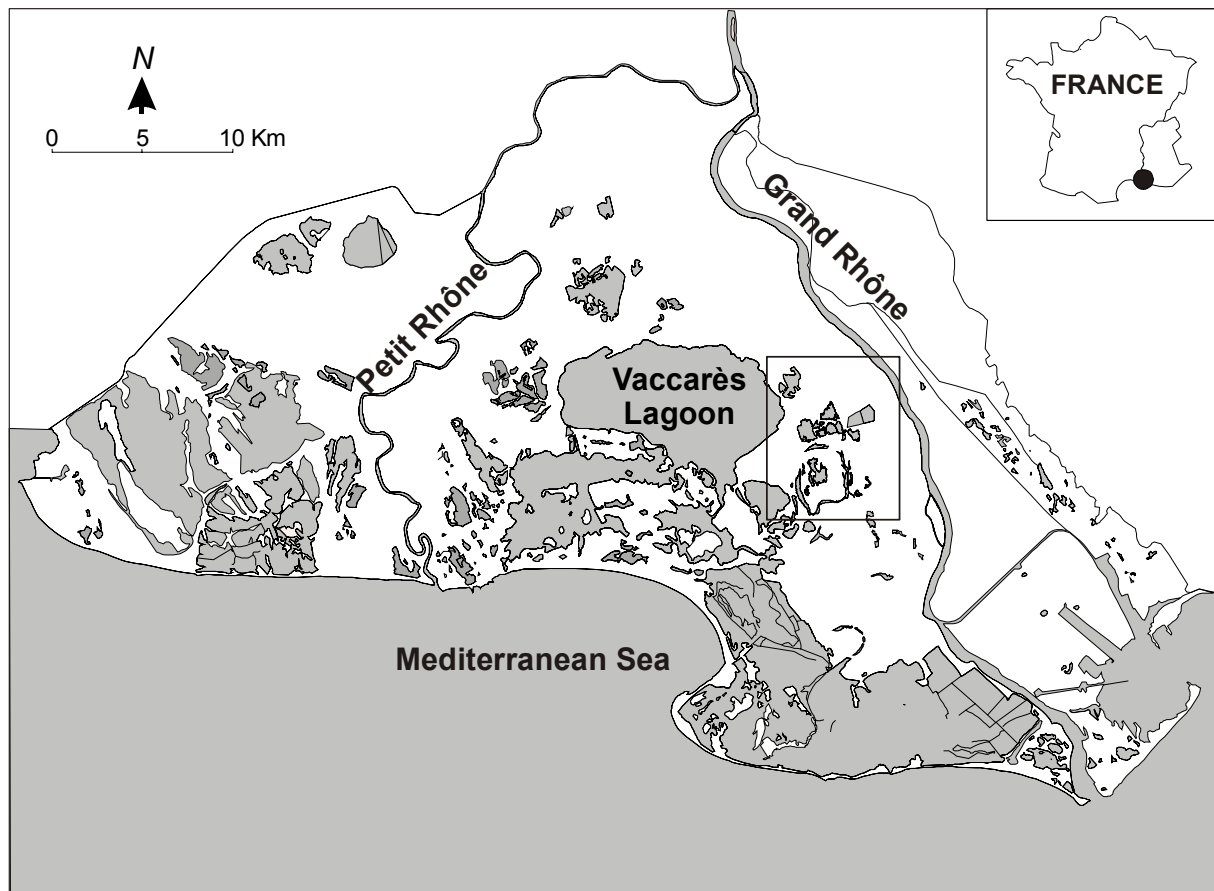 N
0 5 10 Km
FRANCE
Grand Rhône
Petit Rhône
Vaccarès
Lagoon
Mediterranean Sea